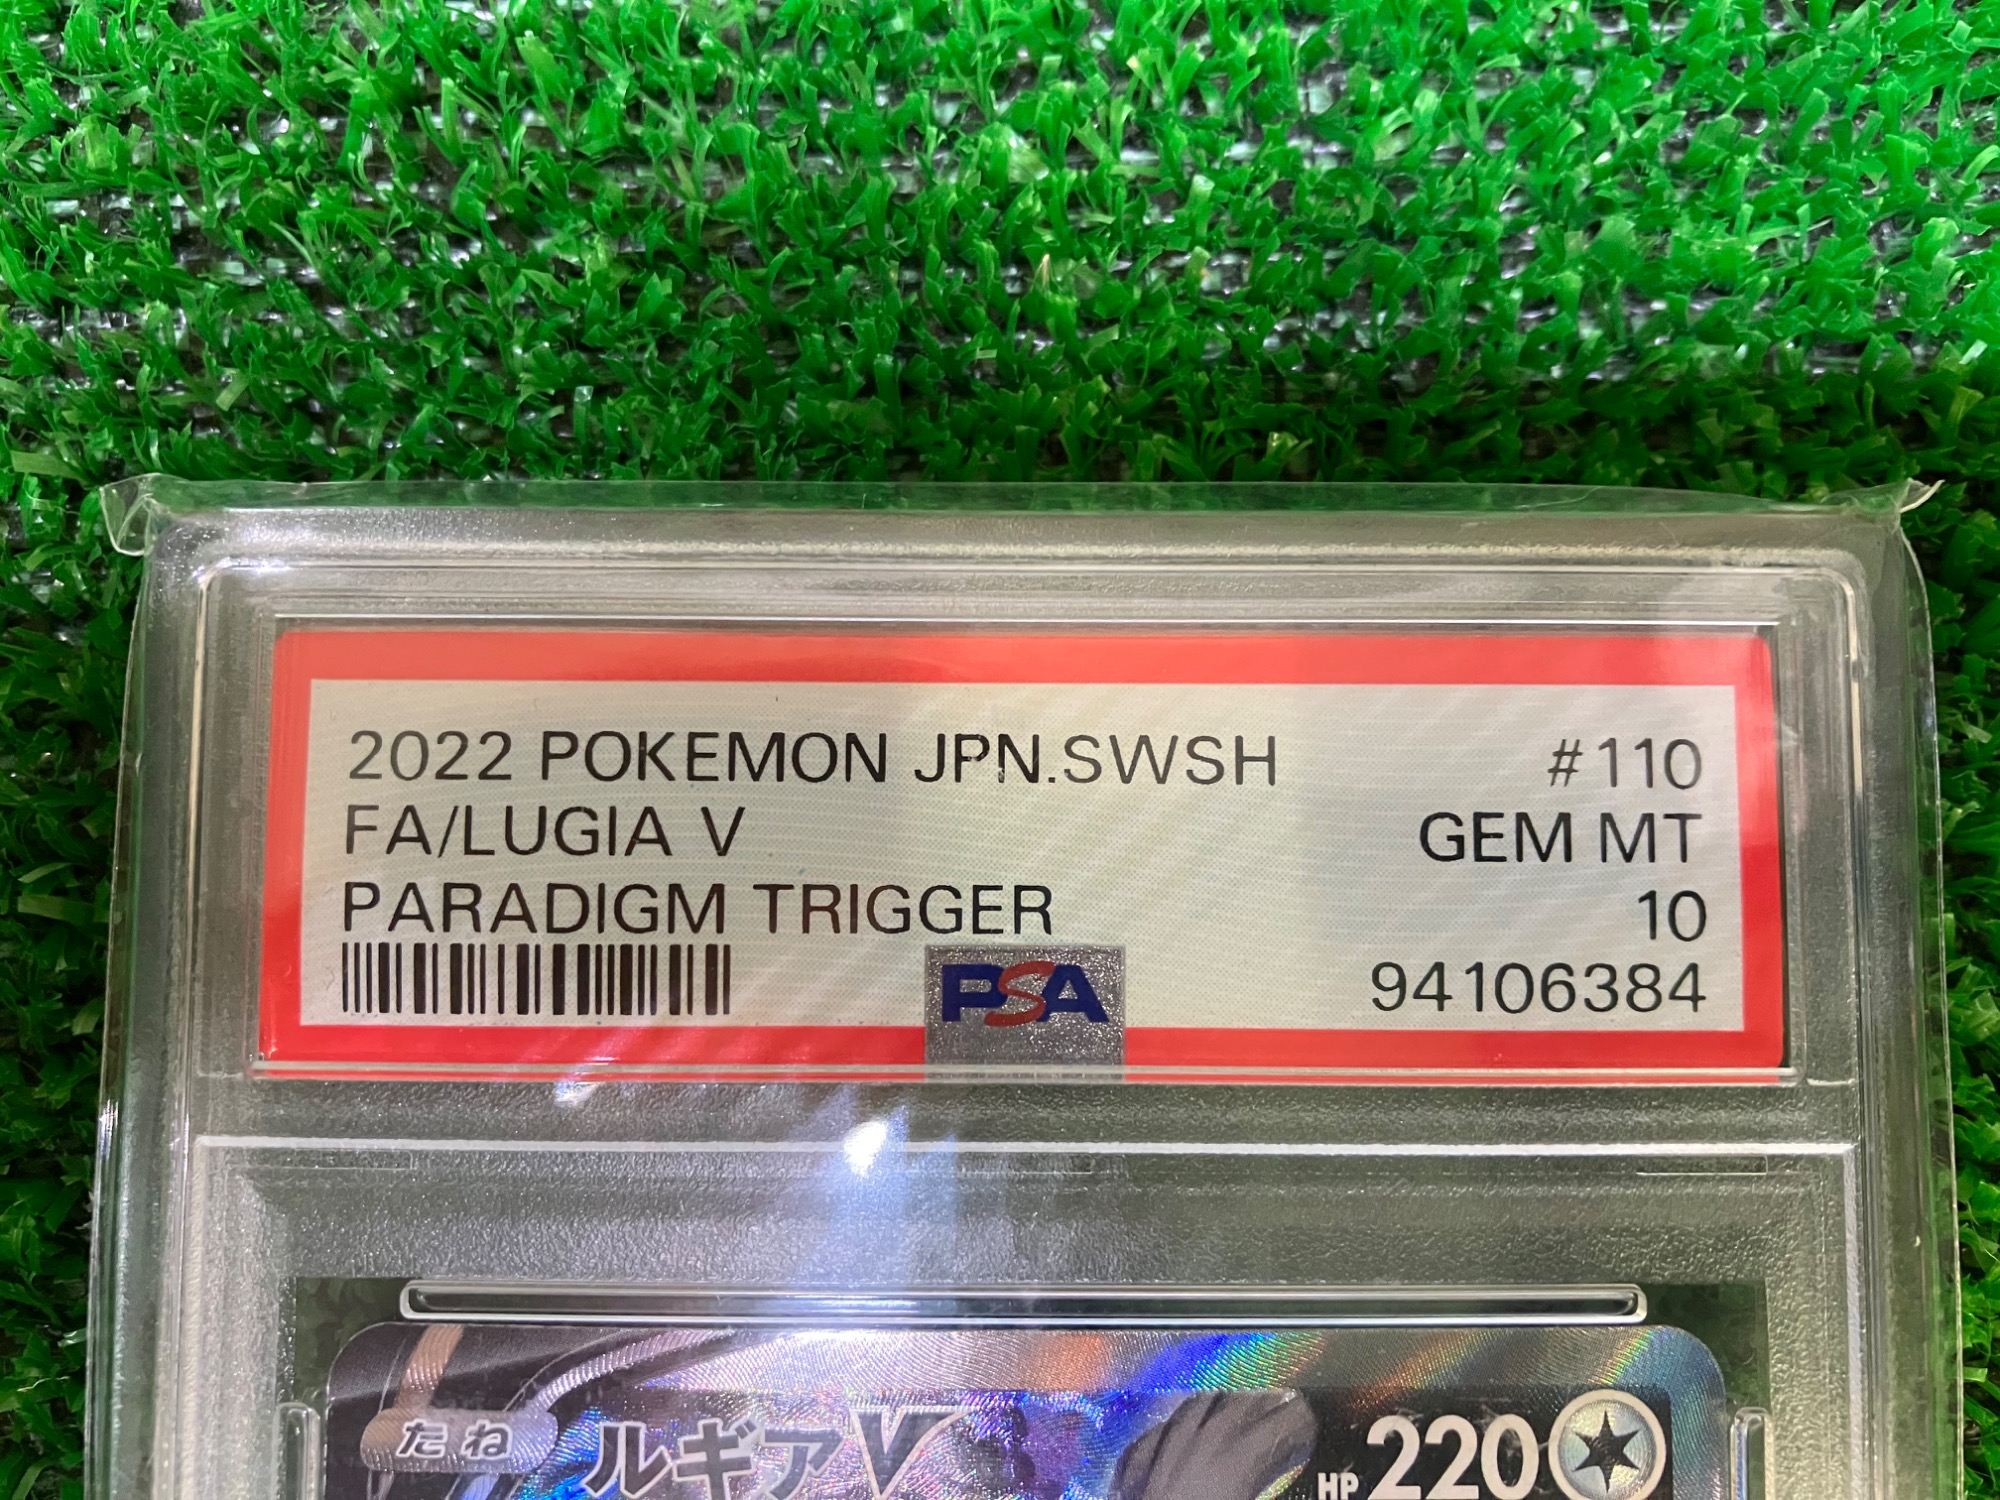 2022 POKEMON JPN.SWSH #110
FA/LUGIA V GEM MT
PARADIGM TRIGGER 10
PSA 94106384
たね ルギアV HP 220